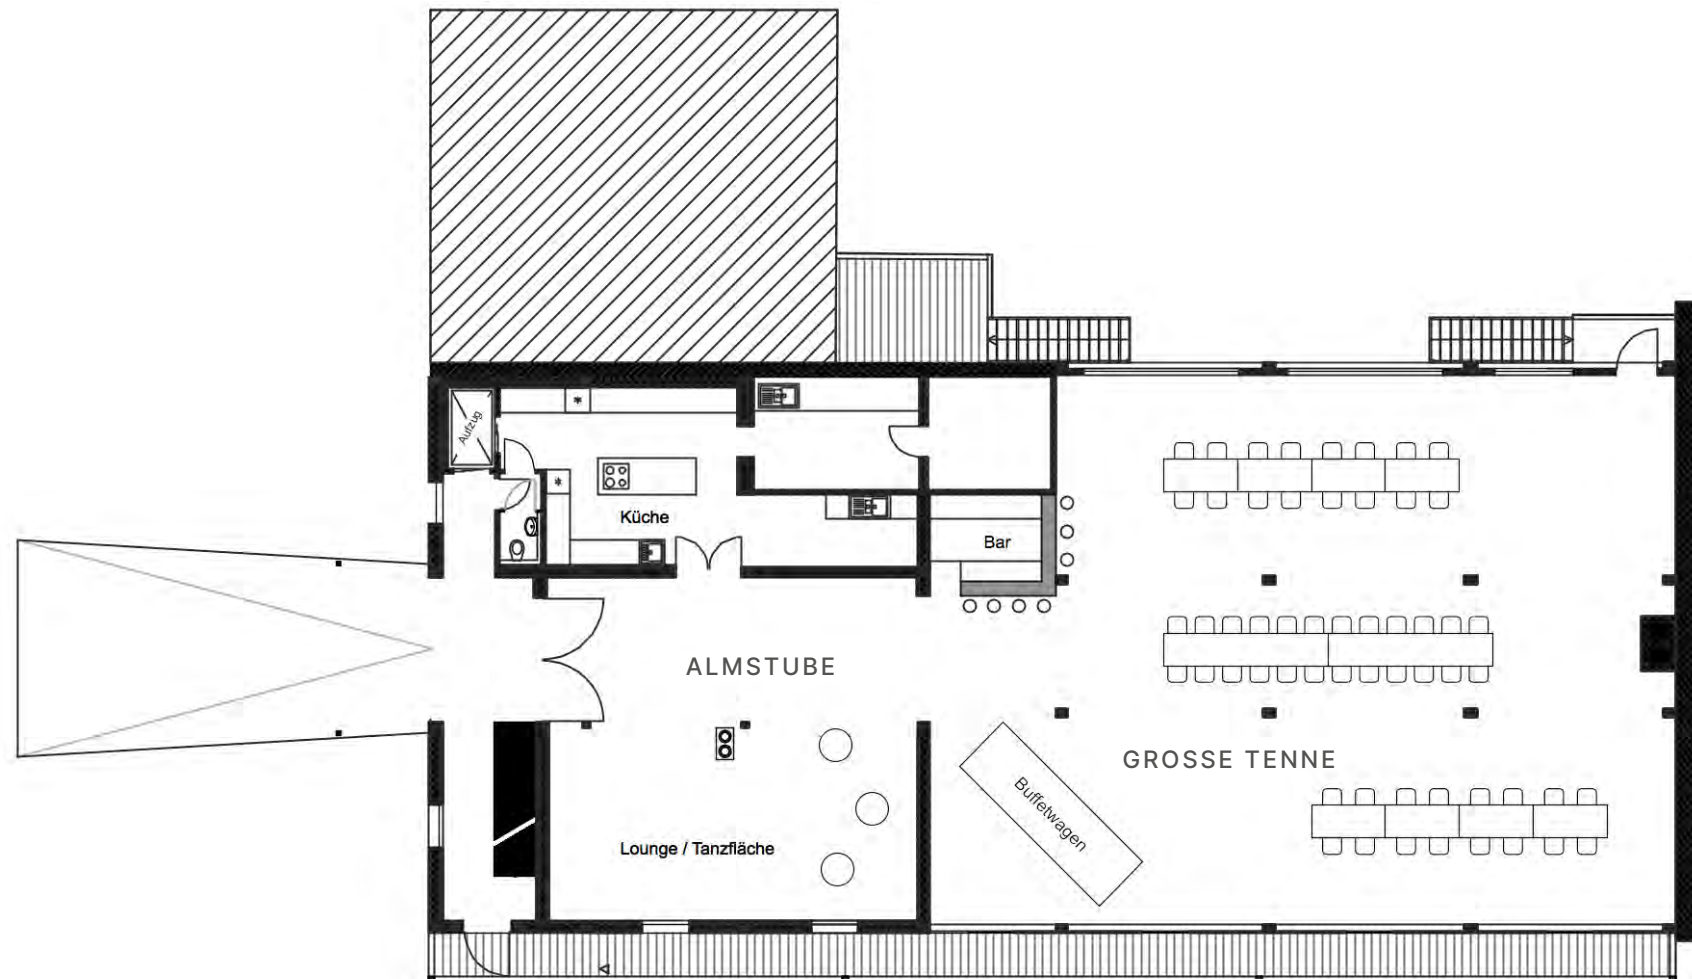 Aufzug
*
*
Küche
Bar
ALMSTUBE
GROSSE TENNE
Buffetwagen
Lounge / Tanzfläche